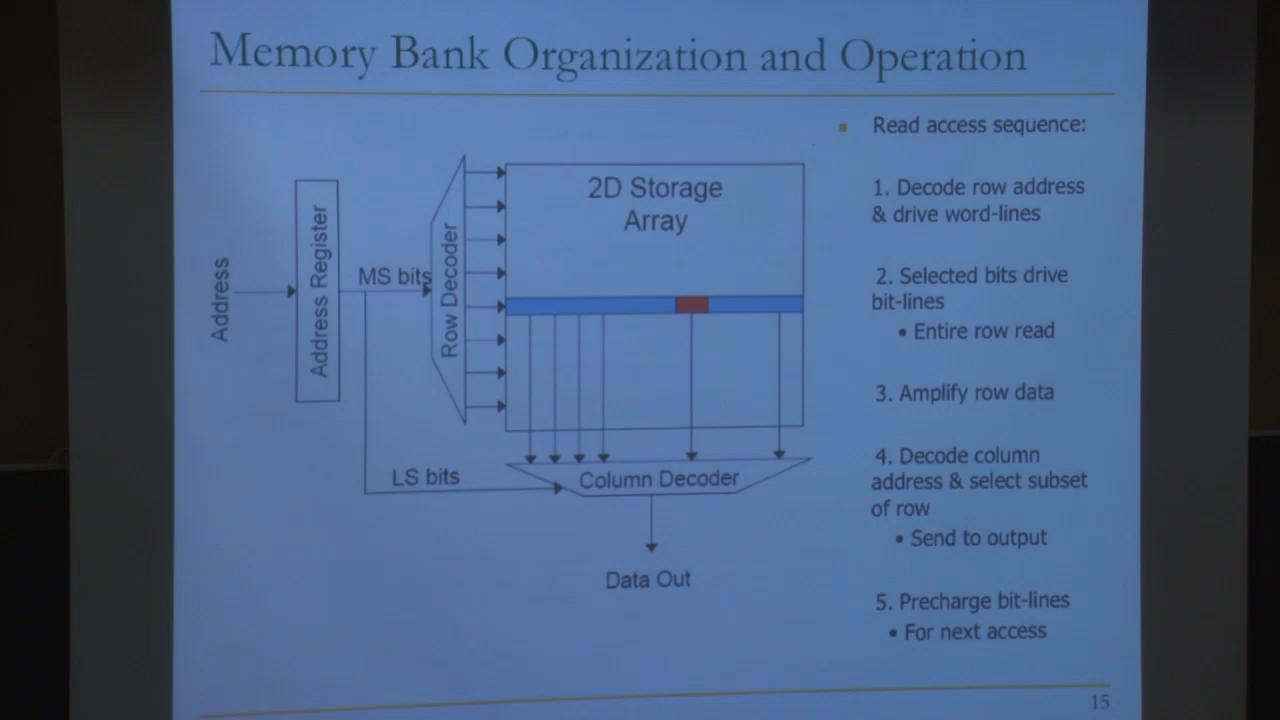 Memory Bank Organization and Operation
Address
Address Register
MS bits
LS bits
Row Decoder
2D Storage
Array
Column Decoder
Data Out
▪ Read access sequence:
1. Decode row address
& drive word-lines
2. Selected bits drive
bit-lines
• Entire row read
3. Amplify row data
4. Decode column
address & select subset
of row
• Send to output
5. Precharge bit-lines
• For next access
15